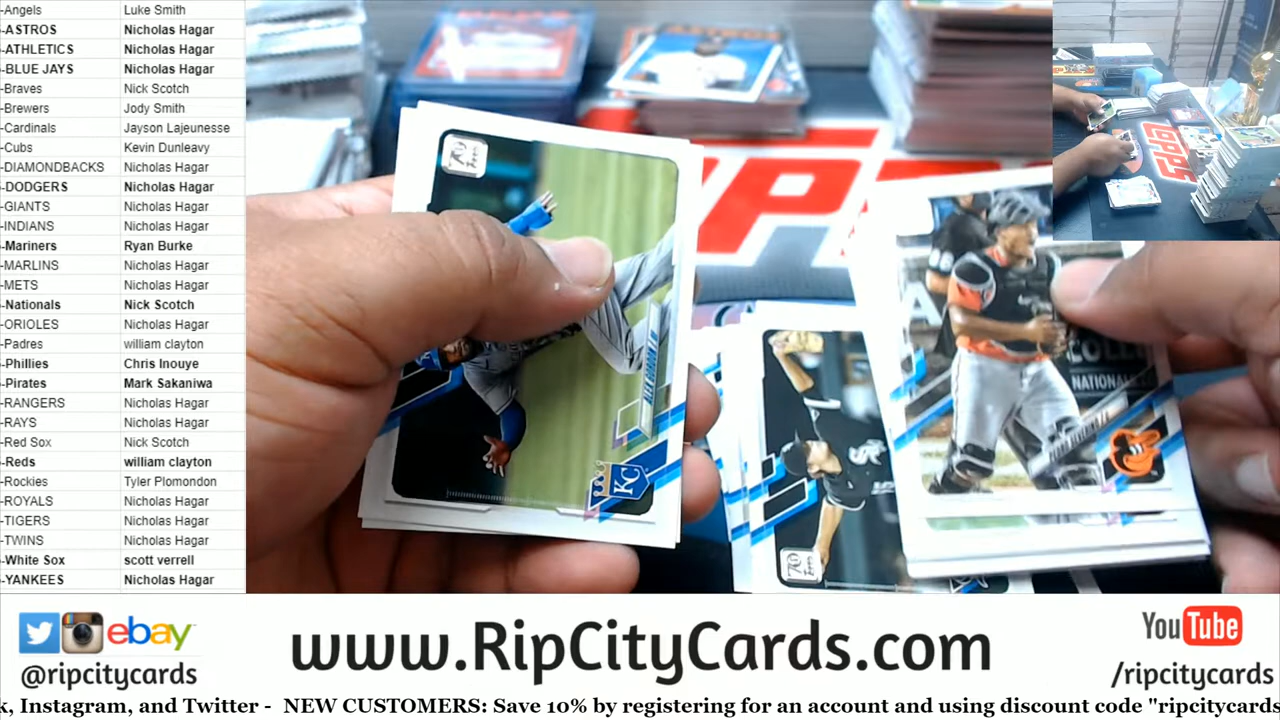 -Angels Luke Smith
-ASTROS Nicholas Hagar
-ATHLETICS Nicholas Hagar
-BLUE JAYS Nicholas Hagar
-Braves Nick Scotch
-Brewers Jody Smith
-Cardinals Jayson Lajeunesse
-Cubs Kevin Dunleavy
-DIAMONDBACKS Nicholas Hagar
-DODGERS Nicholas Hagar
-GIANTS Nicholas Hagar
-INDIANS Nicholas Hagar
-Mariners Ryan Burke
-MARLINS Nicholas Hagar
-METS Nicholas Hagar
-Nationals Nick Scotch
-ORIOLES Nicholas Hagar
-Padres william clayton
-Phillies Chris Inouye
-Pirates Mark Sakaniwa
-RANGERS Nicholas Hagar
-RAYS Nicholas Hagar
-Red Sox Nick Scotch
-Reds william clayton
-Rockies Tyler Plomondon
-ROYALS Nicholas Hagar
-TIGERS Nicholas Hagar
-TWINS Nicholas Hagar
-White Sox scott verrell
-YANKEES Nicholas Hagar
ASTROS
70
KC
70
NATIONAL
TOPPS
ebay
@ripcitycards
www.RipCityCards.com
YouTube
/ripcitycards
k, Instagram, and Twitter - NEW CUSTOMERS: Save 10% by registering for an account and using discount code "ripcitycards